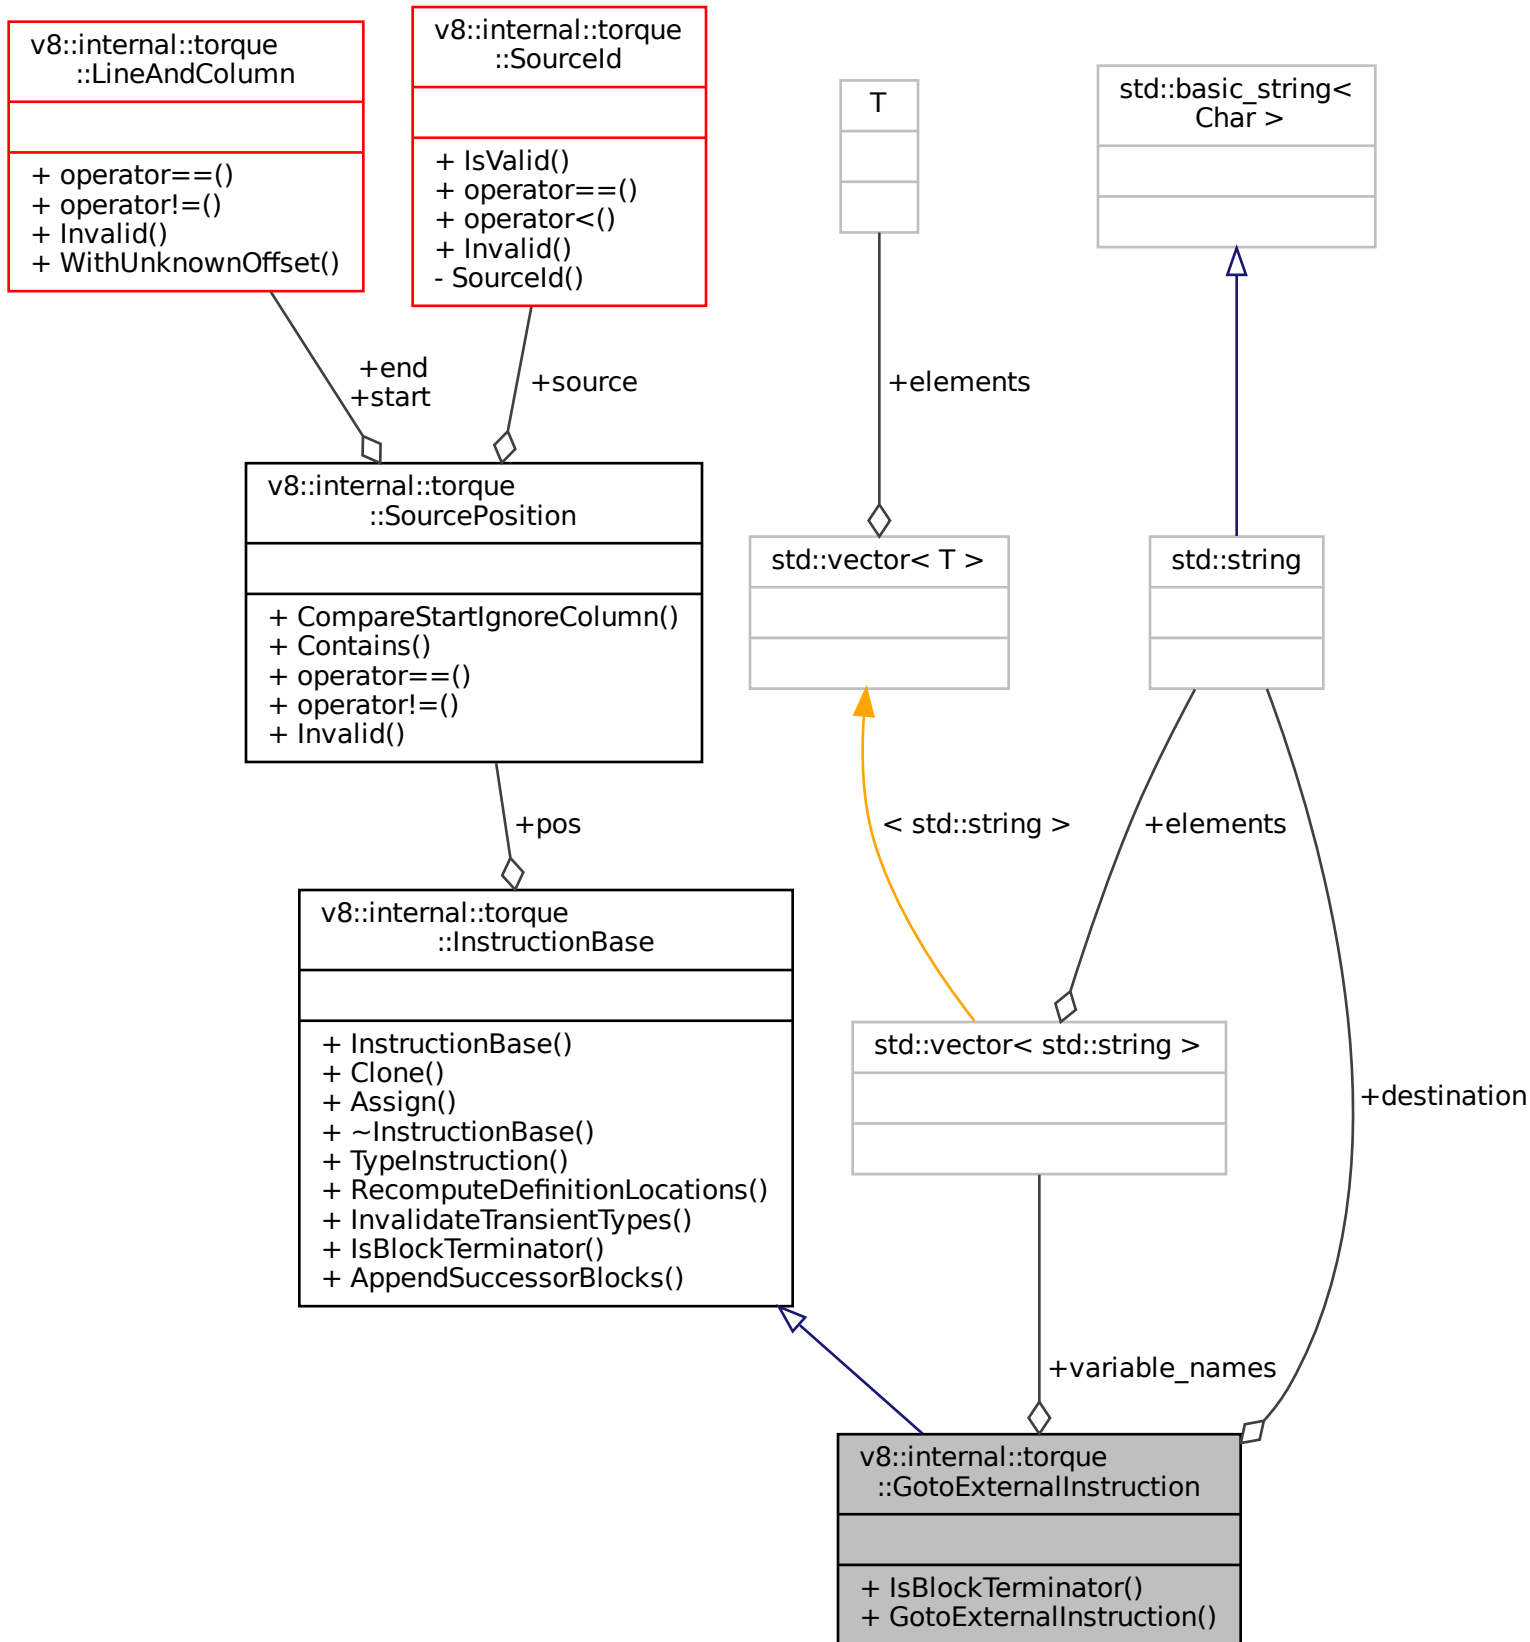 v8::internal::torque
::LineAndColumn
+ operator==()
+ operator!=()
+ Invalid()
+ WithUnknownOffset()
v8::internal::torque
::SourceId
+ IsValid()
+ operator==()
+ operator<()
+ Invalid()
- SourceId()
T
std::basic_string<
Char >
+end
+start
+source
+elements
v8::internal::torque
::SourcePosition
+ CompareStartIgnoreColumn()
+ Contains()
+ operator==()
+ operator!=()
+ Invalid()
std::vector< T >
std::string
+pos
< std::string >
+elements
v8::internal::torque
::InstructionBase
+ InstructionBase()
+ Clone()
+ Assign()
+ ~InstructionBase()
+ TypeInstruction()
+ RecomputeDefinitionLocations()
+ InvalidateTransientTypes()
+ IsBlockTerminator()
+ AppendSuccessorBlocks()
std::vector< std::string >
+destination
+variable_names
v8::internal::torque
::GotoExternalInstruction
+ IsBlockTerminator()
+ GotoExternalInstruction()